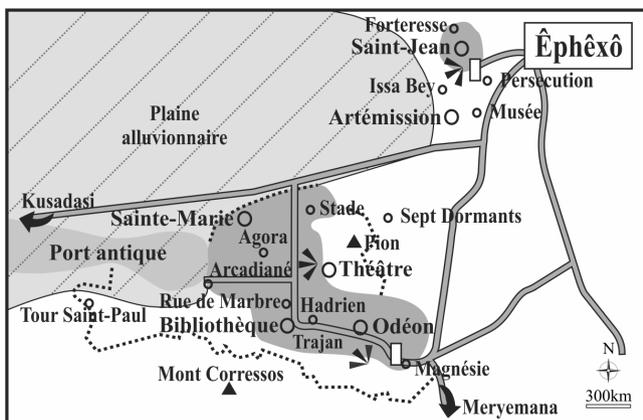 Forteresse
Saint-Jean
Êphêxô
Issa Bey
Persecution
Artémission
Musée
Plaine
alluvionnaire
Kusadasi
Sainte-Marie
Stade
Sept Dormants
Port antique
Agora
Pion
Arcadiané
Théâtre
Rue de Marbre
Hadrien
Tour Saint-Paul
Bibliothèque
Odéon
Trajan
Magnésie
Mont Corressos
N
300km
Meryemana